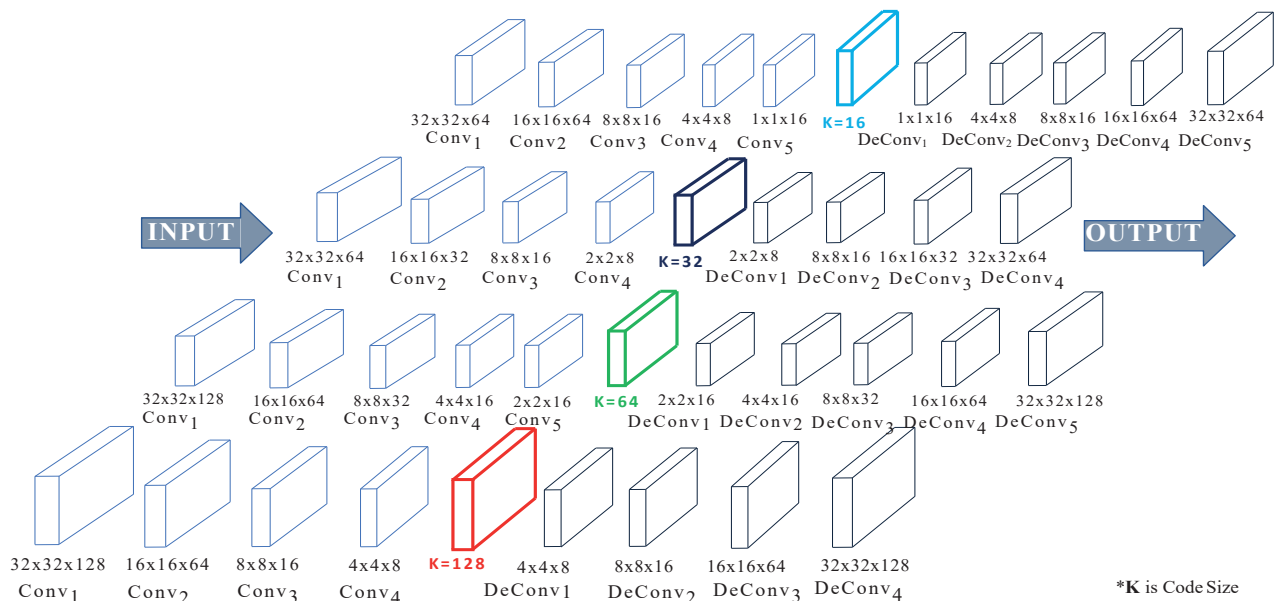 32x32x64 16x16x64 8x8x16 4x4x8 1x1x16 K=16 1x1x16 4x4x8 8x8x16 16x16x64 32x32x64
Conv1 Conv2 Conv3 Conv4 Conv5 DeConv1 DeConv2 DeConv3 DeConv4 DeConv5
INPUT OUTPUT
32x32x64 16x16x32 8x8x16 2x2x8 K=32 2x2x8 8x8x16 16x16x32 32x32x64
Conv1 Conv2 Conv3 Conv4 DeConv1 DeConv2 DeConv3 DeConv4
32x32x128 16x16x64 8x8x32 4x4x16 2x2x16 K=64 2x2x16 4x4x16 8x8x32 16x16x64 32x32x128
Conv1 Conv2 Conv3 Conv4 Conv5 DeConv1 DeConv2 DeConv3 DeConv4 DeConv5
32x32x128 16x16x64 8x8x16 4x4x8 K=128 4x4x8 8x8x16 16x16x64 32x32x128
Conv1 Conv2 Conv3 Conv4 DeConv1 DeConv2 DeConv3 DeConv4
*K is Code Size